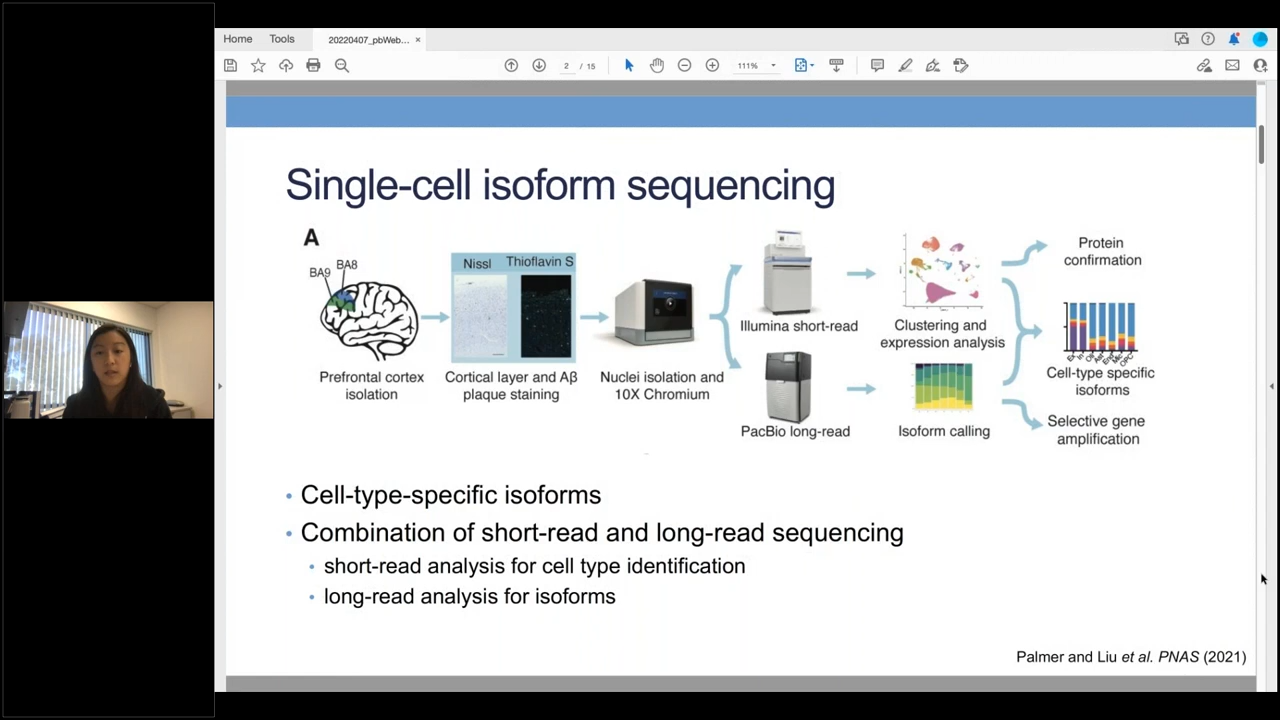 Home Tools 20220407_pbWeb... ×
2 / 15 111%
Single-cell isoform sequencing
A
BA9 BA8
Prefrontal cortex
isolation
Nissl Thioflavin S
Cortical layer and Aβ
plaque staining
Nuclei isolation and
10X Chromium
Illumina short-read
PacBio long-read
Clustering and
expression analysis
Isoform calling
Protein
confirmation
Cell-type specific
isoforms
Selective gene
amplification
• Cell-type-specific isoforms
• Combination of short-read and long-read sequencing
• short-read analysis for cell type identification
• long-read analysis for isoforms
Palmer and Liu et al. PNAS (2021)